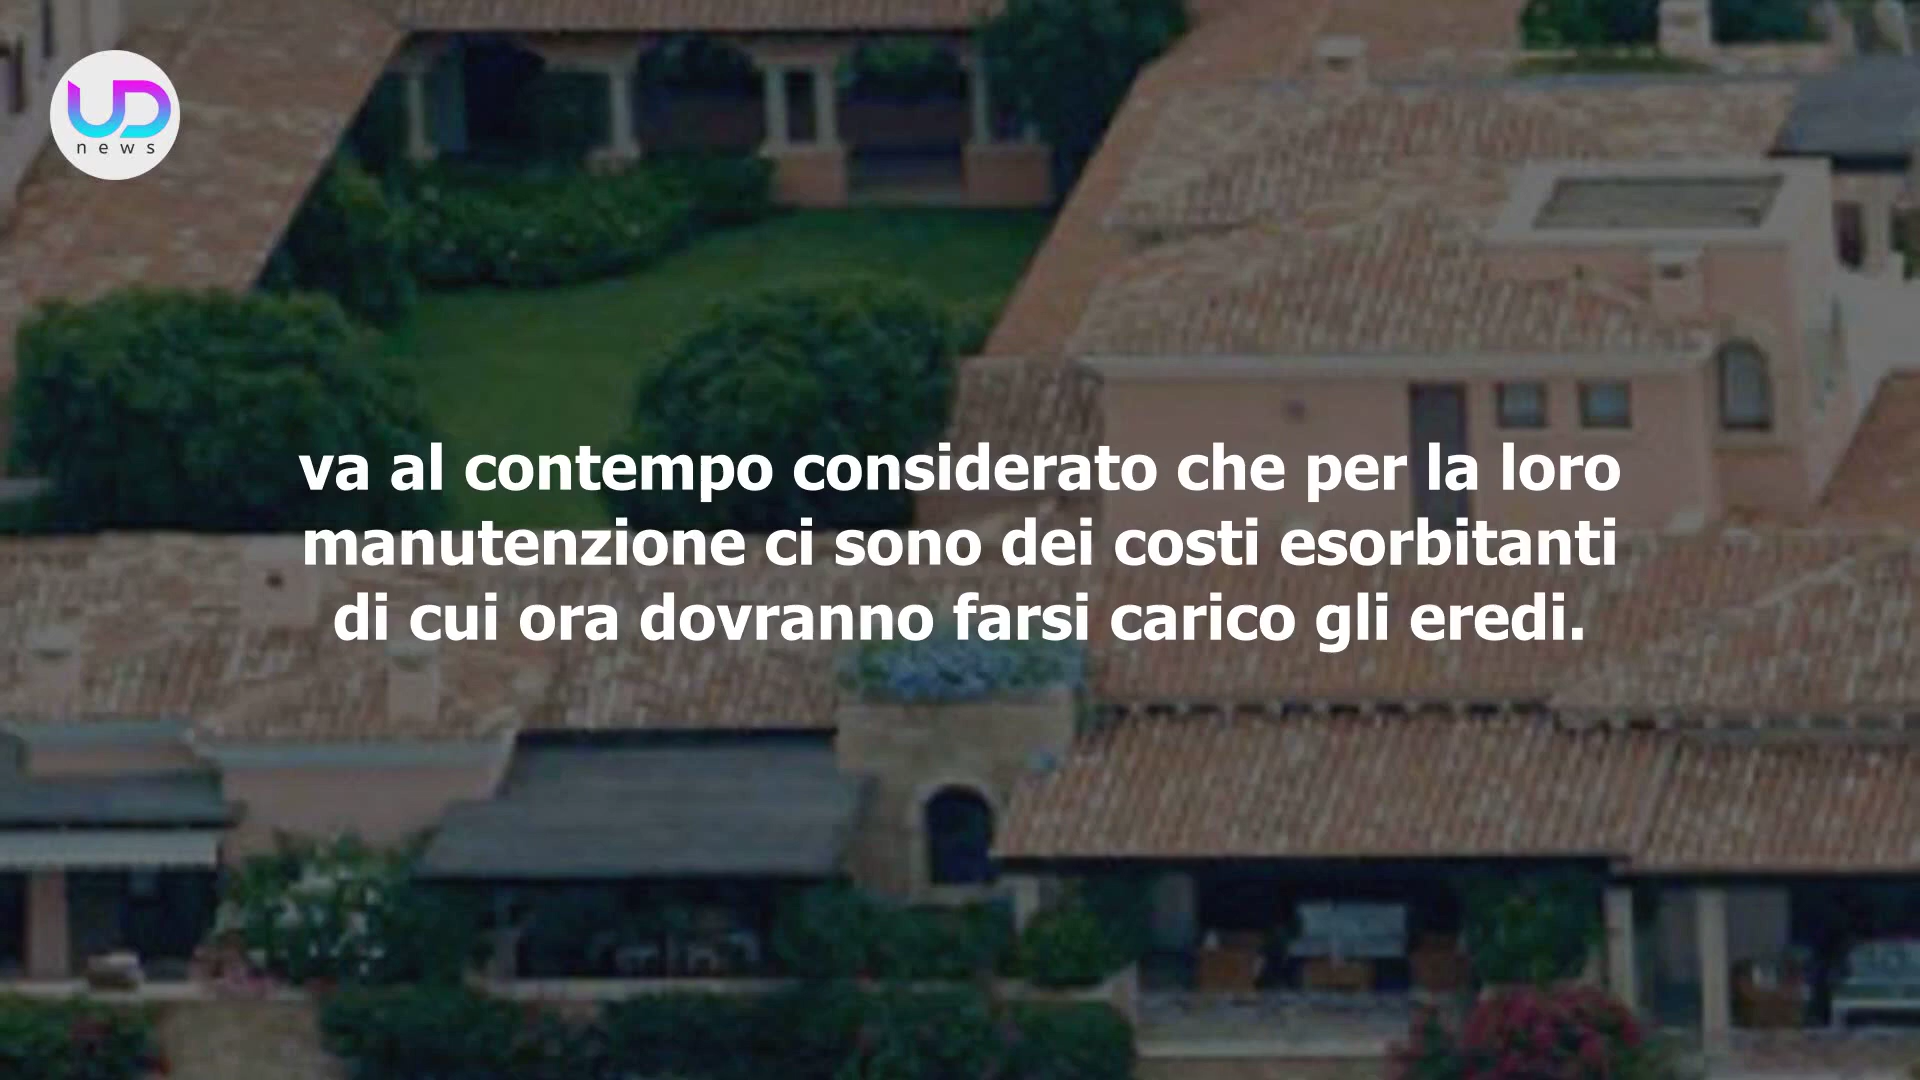 UD
news
va al contempo considerato che per la loro
manutenzione ci sono dei costi esorbitanti
di cui ora dovranno farsi carico gli eredi.